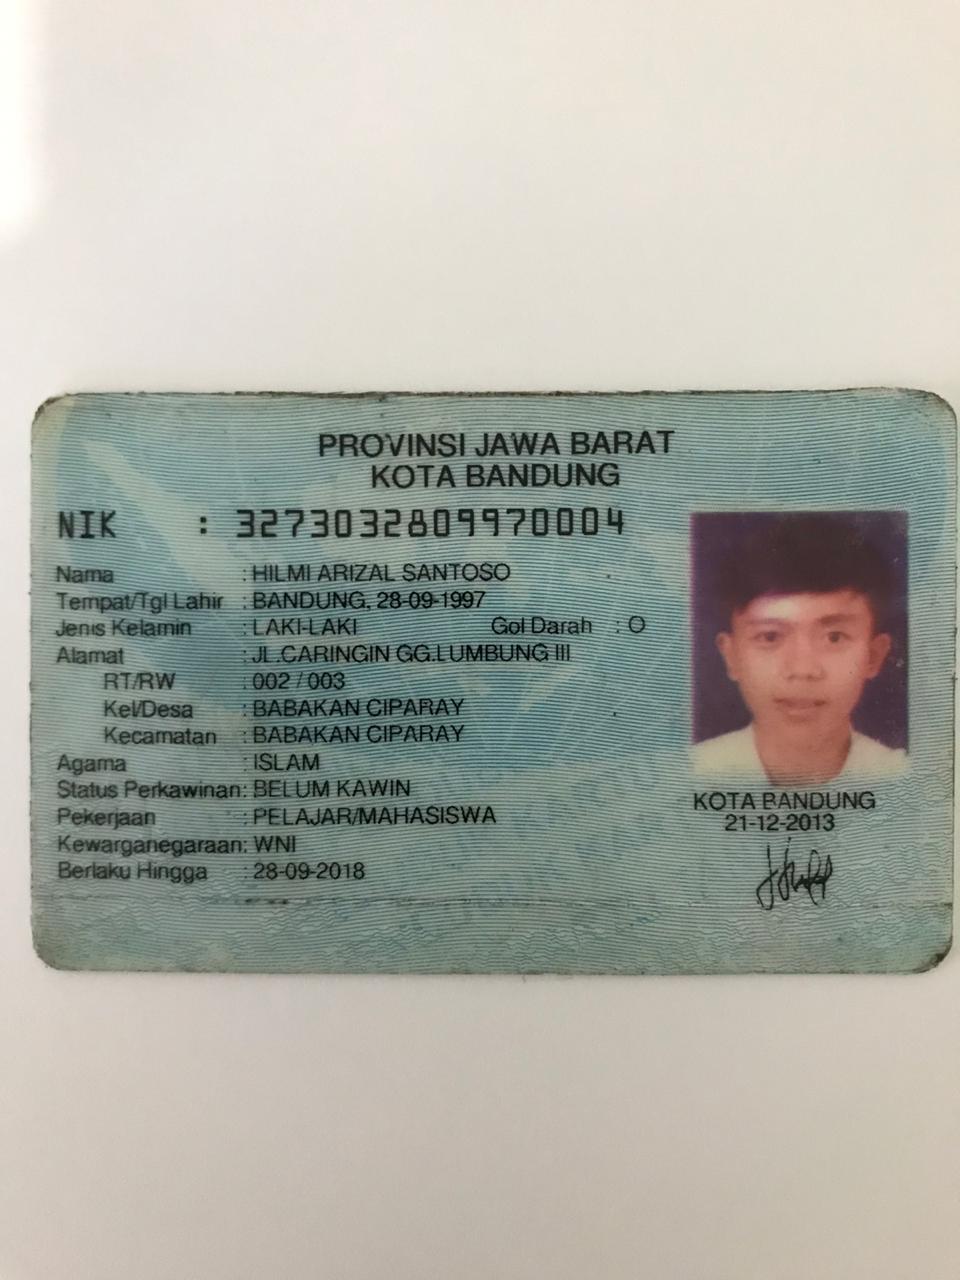 PROVINSI JAWA BARAT
KOTA BANDUNG
NIK : 3273032809970004
Nama : HILMI ARIZAL SANTOSO
Tempat/Tgl Lahir : BANDUNG, 28-09-1997
Jenis Kelamin : LAKI-LAKI Gol Darah : O
Alamat : JL.CARINGIN GG.LUMBUNG III
RT/RW : 002 / 003
Kel/Desa : BABAKAN CIPARAY
Kecamatan : BABAKAN CIPARAY
Agama : ISLAM
Status Perkawinan: BELUM KAWIN
Pekerjaan : PELAJAR/MAHASISWA
Kewarganegaraan: WNI
Berlaku Hingga : 28-09-2018
KOTA BANDUNG
21-12-2013